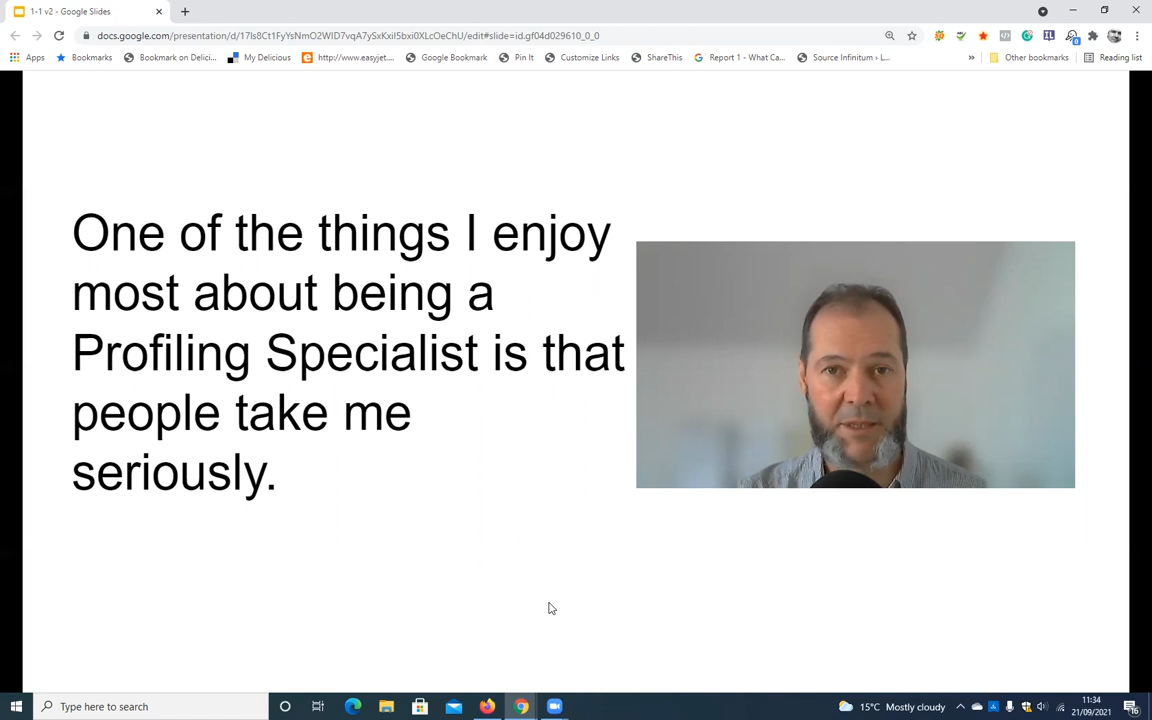 1-1 v2 - Google Slides
docs.google.com/presentation/d/17ls8Ct1FyYsNmO2WID7vqA7ySxKxiI5bxi0XLcOeChU/edit#slide=id.gf04d029610_0_0
Apps Bookmarks Bookmark on Delici... My Delicious http://www.easyjet.... Google Bookmark Pin It Customize Links ShareThis Report 1 - What Ca... Source Infinitum › L... » Other bookmarks Reading list
One of the things I enjoy
most about being a
Profiling Specialist is that
people take me
seriously.
Type here to search
15°C Mostly cloudy
11:34
21/09/2021
16